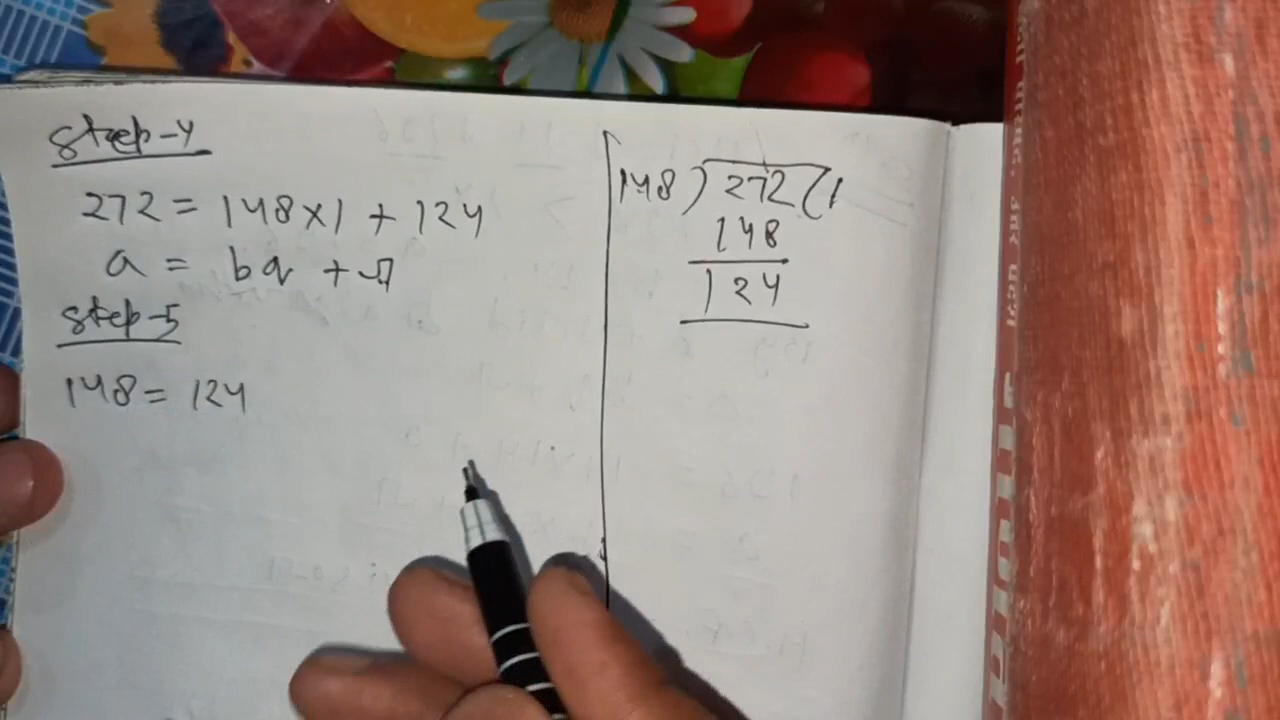 Step-4
272 = 148×1 + 124
a = bq + r
Step-5
148 = 124
148 ) 272 ( 1
148
124